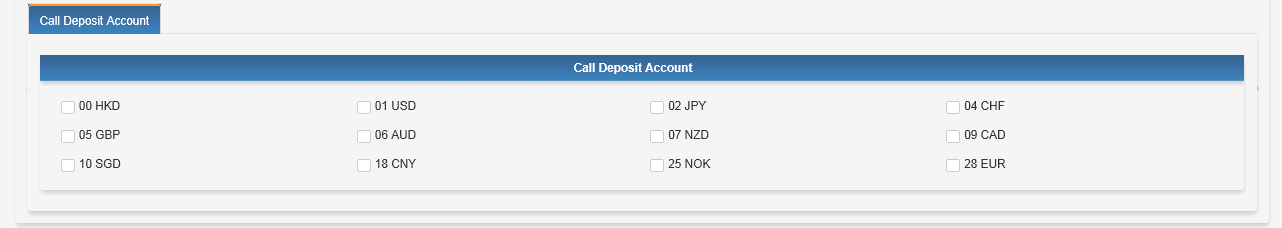 Call Deposit Account
Call Deposit Account
00 HKD 01 USD 02 JPY 04 CHF
05 GBP 06 AUD 07 NZD 09 CAD
10 SGD 18 CNY 25 NOK 28 EUR